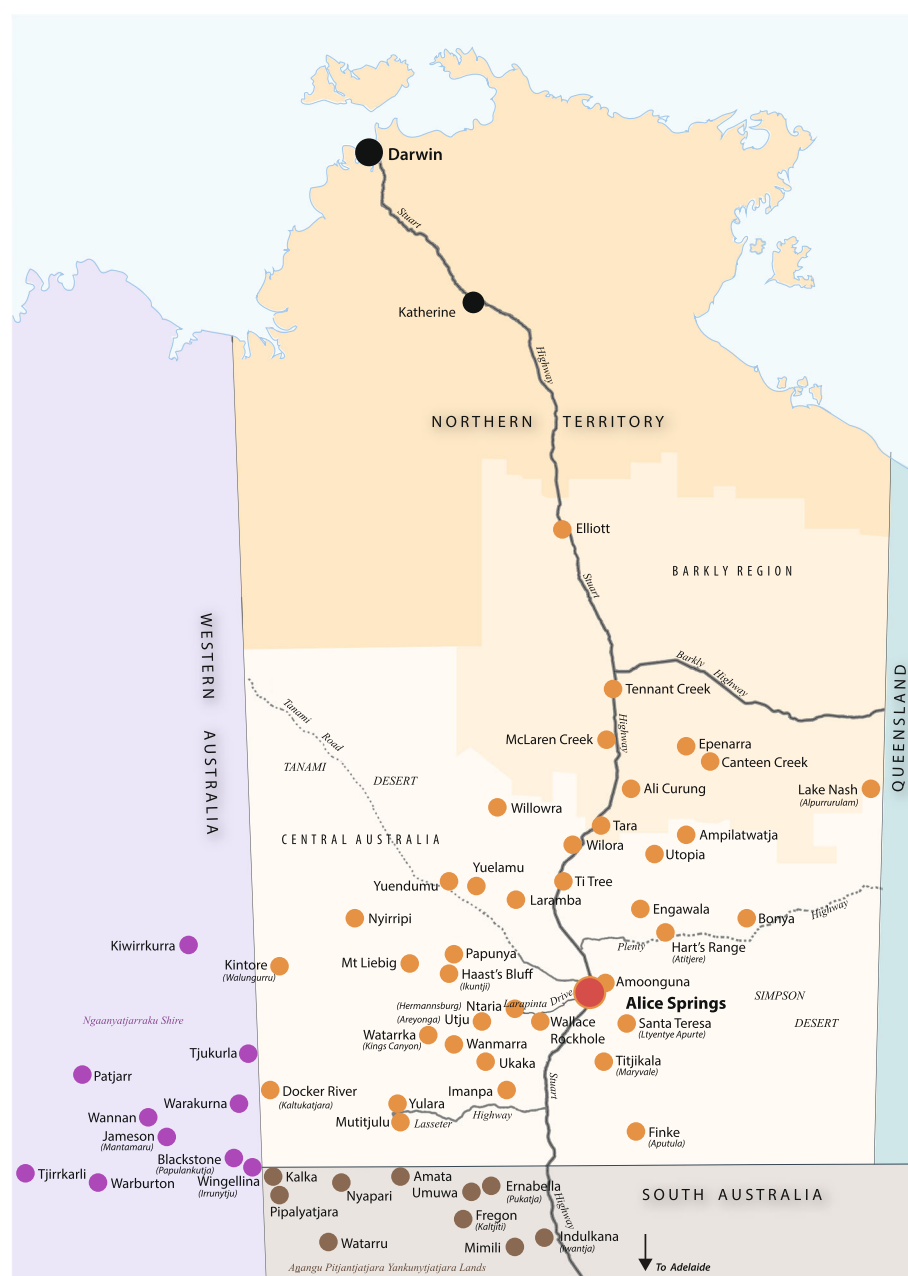 Darwin
Stuart
Katherine
Highway
NORTHERN TERRITORY
Elliott
BARKLY REGION
Stuart
WESTERN AUSTRALIA
Barkly Highway
QUEENSLAND
Tennant Creek
Tanami Road
Highway
McLaren Creek
Epenarra
Canteen Creek
TANAMI DESERT
Ali Curung
Lake Nash
(Alpurrurulam)
Willowra
Tara
Ampilatwatja
CENTRAL AUSTRALIA
Wilora
Utopia
Yuelamu
Yuendumu
Ti Tree
Laramba
Engawala
Bonya
Highway
Nyirripi
Plenty
Hart's Range
(Atitjere)
Kiwirrkurra
Papunya
Kintore
(Walungurru)
Mt Liebig
Haast's Bluff
(Ikuntji)
Amoonguna
SIMPSON
DESERT
Larapinta Drive
Alice Springs
(Hermannsburg) Ntaria
(Areyonga) Utju
Wallace
Rockhole
Santa Teresa
(Ltyentye Apurte)
Ngaanyatjarraku Shire
Watarrka
(Kings Canyon)
Wanmarra
Tjukurla
Ukaka
Titjikala
(Maryvale)
Patjarr
Docker River
(Kaltukatjara)
Imanpa
Stuart
Warakurna
Yulara
Wannan
Mutitjulu
Lasseter Highway
Jameson
(Mantamaru)
Finke
(Aputula)
Blackstone
(Papulankutja)
Tjirrkarli
Warburton
Wingellina
(Irrunytju)
Kalka
Amata
Nyapari
Umuwa
Ernabella
(Pukatja)
SOUTH AUSTRALIA
Pipalyatjara
Fregon
(Kaltjiti)
Highway
Watarru
Mimili
Indulkana
(Iwantja)
Anangu Pitjantjatjara Yankunytjatjara Lands
To Adelaide